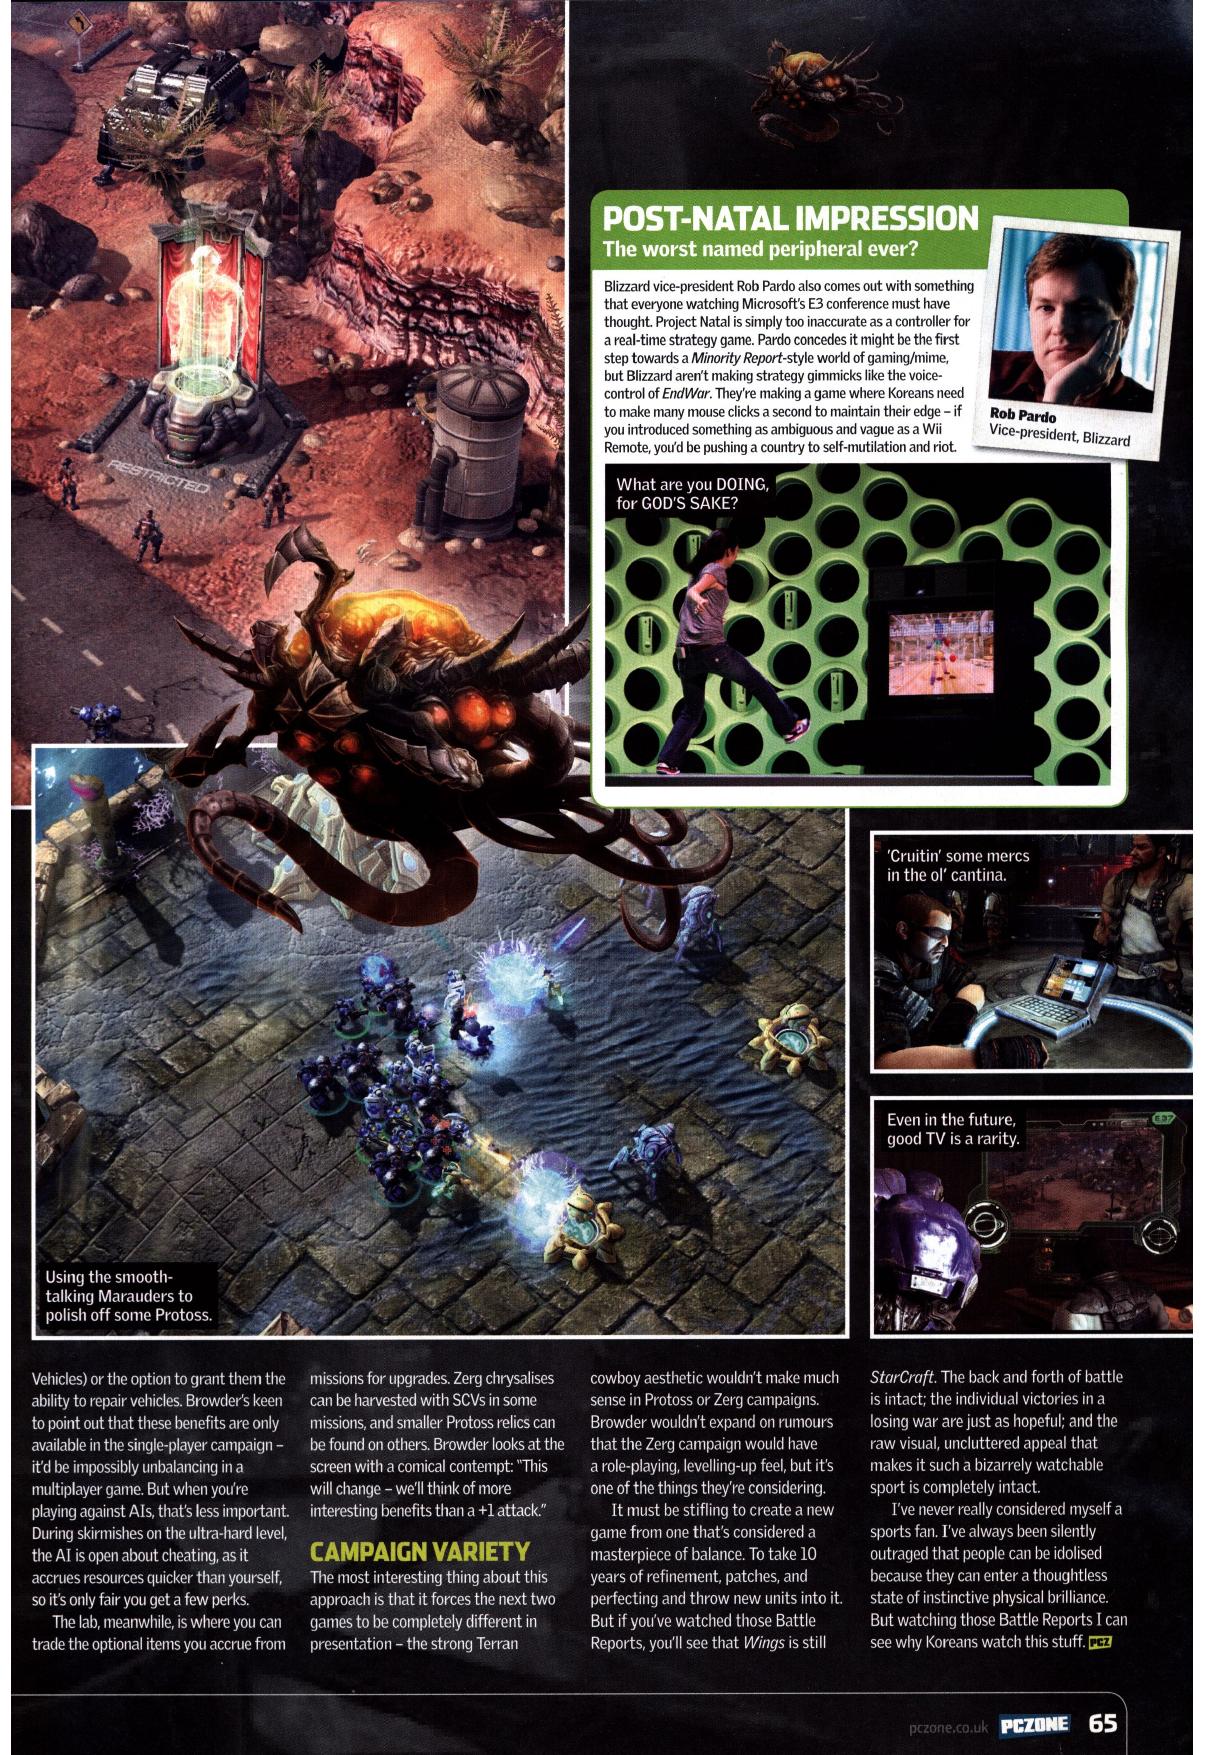 RESTRICTED
POST-NATAL IMPRESSION
The worst named peripheral ever?
Blizzard vice-president Rob Pardo also comes out with something
that everyone watching Microsoft's E3 conference must have
thought. Project Natal is simply too inaccurate as a controller for
a real-time strategy game. Pardo concedes it might be the first
step towards a Minority Report-style world of gaming/mime,
but Blizzard aren't making strategy gimmicks like the voice-
control of EndWar. They're making a game where Koreans need
to make many mouse clicks a second to maintain their edge – if
you introduced something as ambiguous and vague as a Wii
Remote, you'd be pushing a country to self-mutilation and riot.
Rob Pardo
Vice-president, Blizzard
What are you DOING,
for GOD'S SAKE?
'Cruitin' some mercs
in the ol' cantina.
Even in the future,
good TV is a rarity.
E37
Using the smooth-
talking Marauders to
polish off some Protoss.
Vehicles) or the option to grant them the
ability to repair vehicles. Browder's keen
to point out that these benefits are only
available in the single-player campaign –
it'd be impossibly unbalancing in a
multiplayer game. But when you're
playing against AIs, that's less important.
During skirmishes on the ultra-hard level,
the AI is open about cheating, as it
accrues resources quicker than yourself,
so it's only fair you get a few perks.
The lab, meanwhile, is where you can
trade the optional items you accrue from
missions for upgrades. Zerg chrysalises
can be harvested with SCVs in some
missions, and smaller Protoss relics can
be found on others. Browder looks at the
screen with a comical contempt: "This
will change – we'll think of more
interesting benefits than a +1 attack."
CAMPAIGN VARIETY
The most interesting thing about this
approach is that it forces the next two
games to be completely different in
presentation – the strong Terran
cowboy aesthetic wouldn't make much
sense in Protoss or Zerg campaigns.
Browder wouldn't expand on rumours
that the Zerg campaign would have
a role-playing, levelling-up feel, but it's
one of the things they're considering.
It must be stifling to create a new
game from one that's considered a
masterpiece of balance. To take 10
years of refinement, patches, and
perfecting and throw new units into it.
But if you've watched those Battle
Reports, you'll see that Wings is still
StarCraft. The back and forth of battle
is intact; the individual victories in a
losing war are just as hopeful; and the
raw visual, uncluttered appeal that
makes it such a bizarrely watchable
sport is completely intact.
I've never really considered myself a
sports fan. I've always been silently
outraged that people can be idolised
because they can enter a thoughtless
state of instinctive physical brilliance.
But watching those Battle Reports I can
see why Koreans watch this stuff. PCZ
pczone.co.uk PCZONE 65